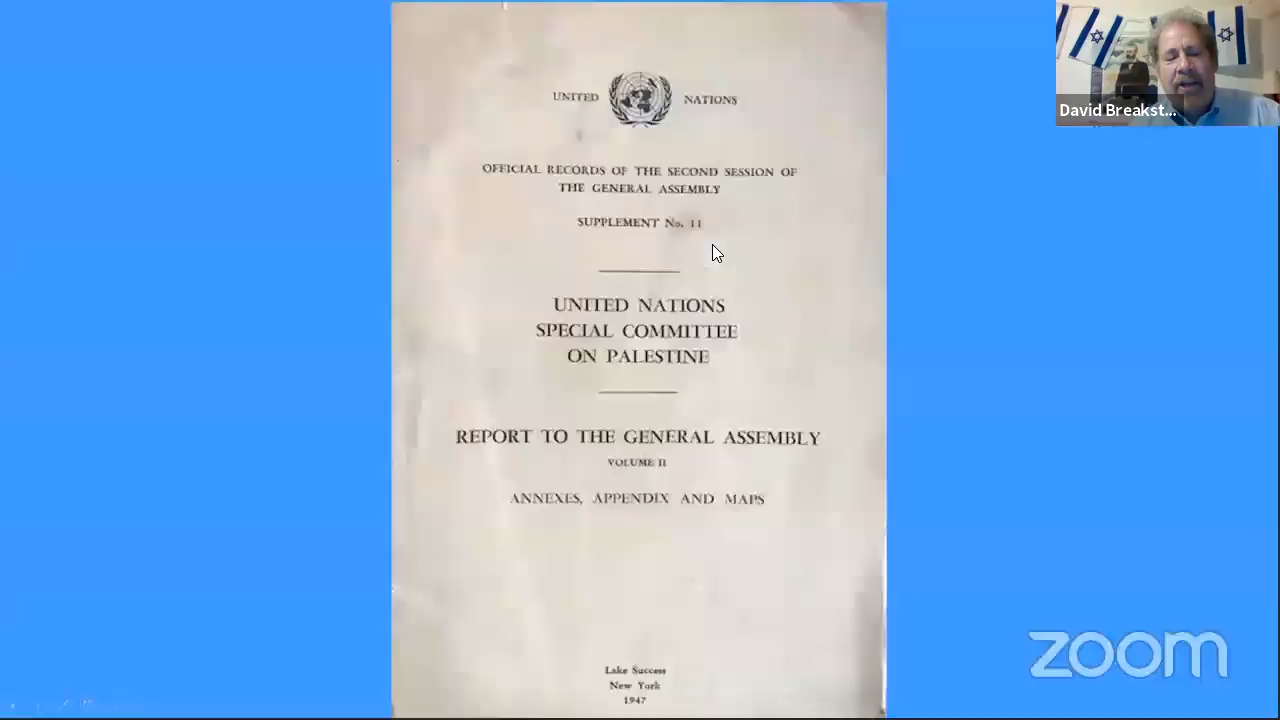 UNITED NATIONS
OFFICIAL RECORDS OF THE SECOND SESSION OF
THE GENERAL ASSEMBLY
SUPPLEMENT No. 11
UNITED NATIONS
SPECIAL COMMITTEE
ON PALESTINE
REPORT TO THE GENERAL ASSEMBLY
VOLUME II
ANNEXES, APPENDIX AND MAPS
Lake Success
New York
1947
David Breakst...
zoom